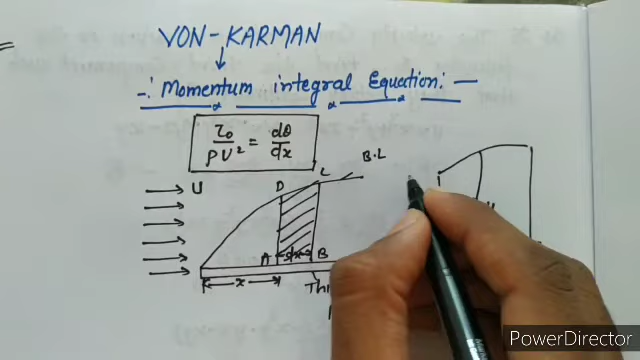 VON-KARMAN
-: Momentum integral Equation: -
τ₀/ρU² = dθ/dx
U
D
C
B.L
A
dx
B
x
PowerDirector